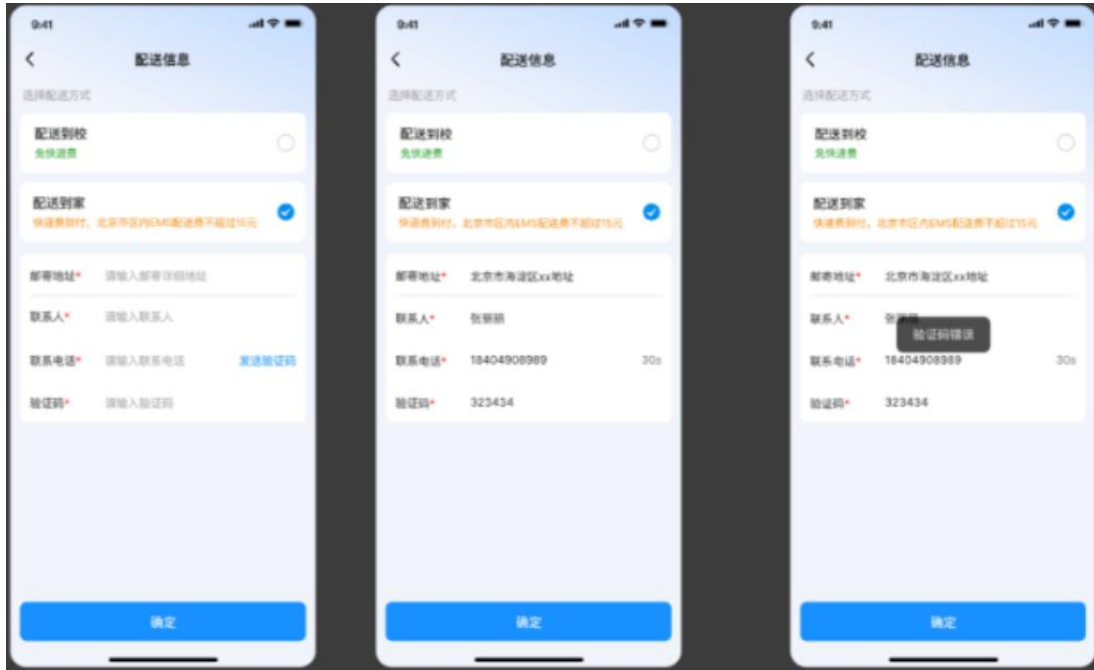 9:41
配送信息
选择配送方式
配送到校
免快递费
配送到家
快递费到付，北京市区内EMS配送费不超过15元
邮寄地址* 请输入邮寄详细地址
联系人* 请输入联系人
联系电话* 请输入联系电话 发送验证码
验证码* 请输入验证码
确定
9:41
配送信息
选择配送方式
配送到校
免快递费
配送到家
快递费到付，北京市区内EMS配送费不超过15元
邮寄地址* 北京市海淀区xx地址
联系人* 张丽丽
联系电话* 18404908989 30s
验证码* 323434
确定
9:41
配送信息
选择配送方式
配送到校
免快递费
配送到家
快递费到付，北京市区内EMS配送费不超过15元
邮寄地址* 北京市海淀区xx地址
联系人* 张
验证码错误
联系电话* 18404908989 30s
验证码* 323434
确定